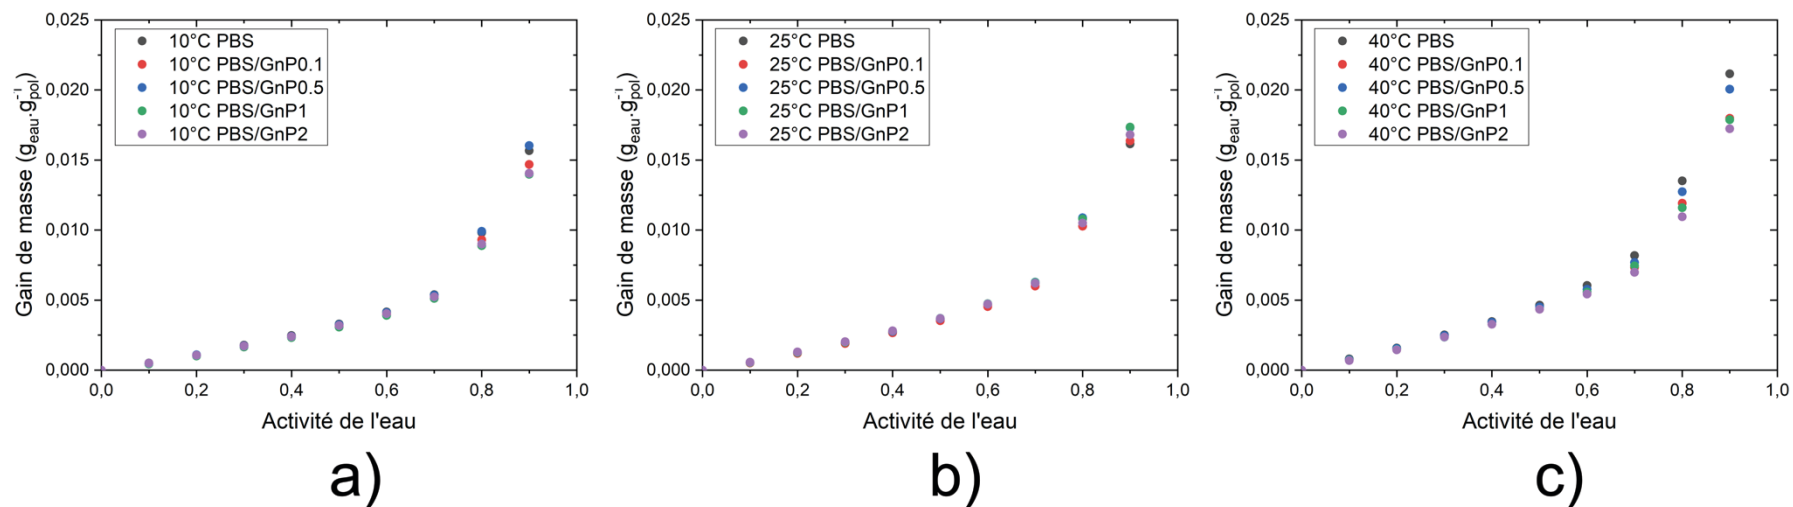 0,025
0,020
0,015
0,010
0,005
0,000
Gain de masse (g_eau.g^-1_pol)
10°C PBS
10°C PBS/GnP0.1
10°C PBS/GnP0.5
10°C PBS/GnP1
10°C PBS/GnP2
0,0 0,2 0,4 0,6 0,8 1,0
Activité de l'eau
a)
0,025
0,020
0,015
0,010
0,005
0,000
Gain de masse (g_eau.g^-1_pol)
25°C PBS
25°C PBS/GnP0.1
25°C PBS/GnP0.5
25°C PBS/GnP1
25°C PBS/GnP2
0,0 0,2 0,4 0,6 0,8 1,0
Activité de l'eau
b)
0,025
0,020
0,015
0,010
0,005
0,000
Gain de masse (g_eau.g^-1_pol)
40°C PBS
40°C PBS/GnP0.1
40°C PBS/GnP0.5
40°C PBS/GnP1
40°C PBS/GnP2
0,0 0,2 0,4 0,6 0,8 1,0
Activité de l'eau
c)